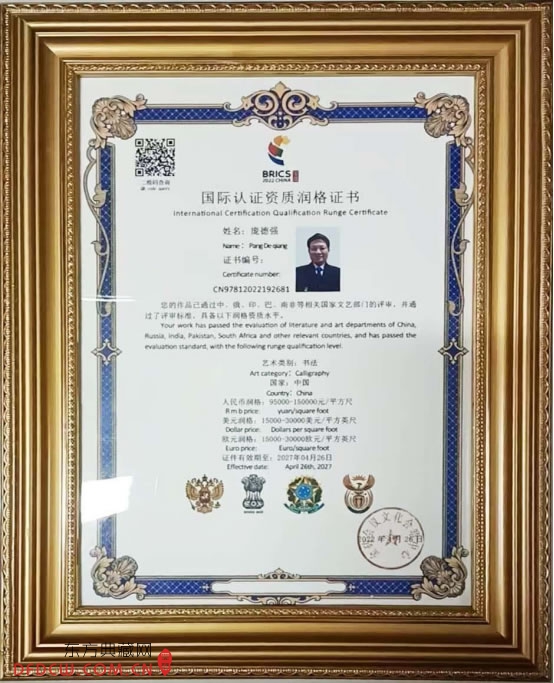 二维码查询
QR code query
BRICS
2022 CHINA
国际认证资质润格证书
International Certification Qualification Runge Certificate
姓名：庞德强
Name： Pang De-qiang
证书编号：
Certificate number:
CN97812022192681
您的作品已通过中、俄、印、巴、南非等相关国家文艺部门的评审，并通
过了评审标准，具备以下润格资质水平。
Your work has passed the evaluation of literature and art departments of China,
Russia, India, Pakistan, South Africa and other relevant countries, and has passed the
evaluation standard, with the following runge qualification level.
艺术类别：书法
Art category： Calligraphy
国家：中国
Country： China
人民币润格：95000-150000元/平方尺
R m b price: yuan/square foot
美元润格：15000-30000美元/平方英尺
Dollar price: Dollars per square foot
欧元润格：15000-30000欧元/平方英尺
Euro price: Euro/square foot
证件有效期至：2027年04月26日
Effective date: April 26th, 2027
东方典藏网
DFDCW.COM.CN